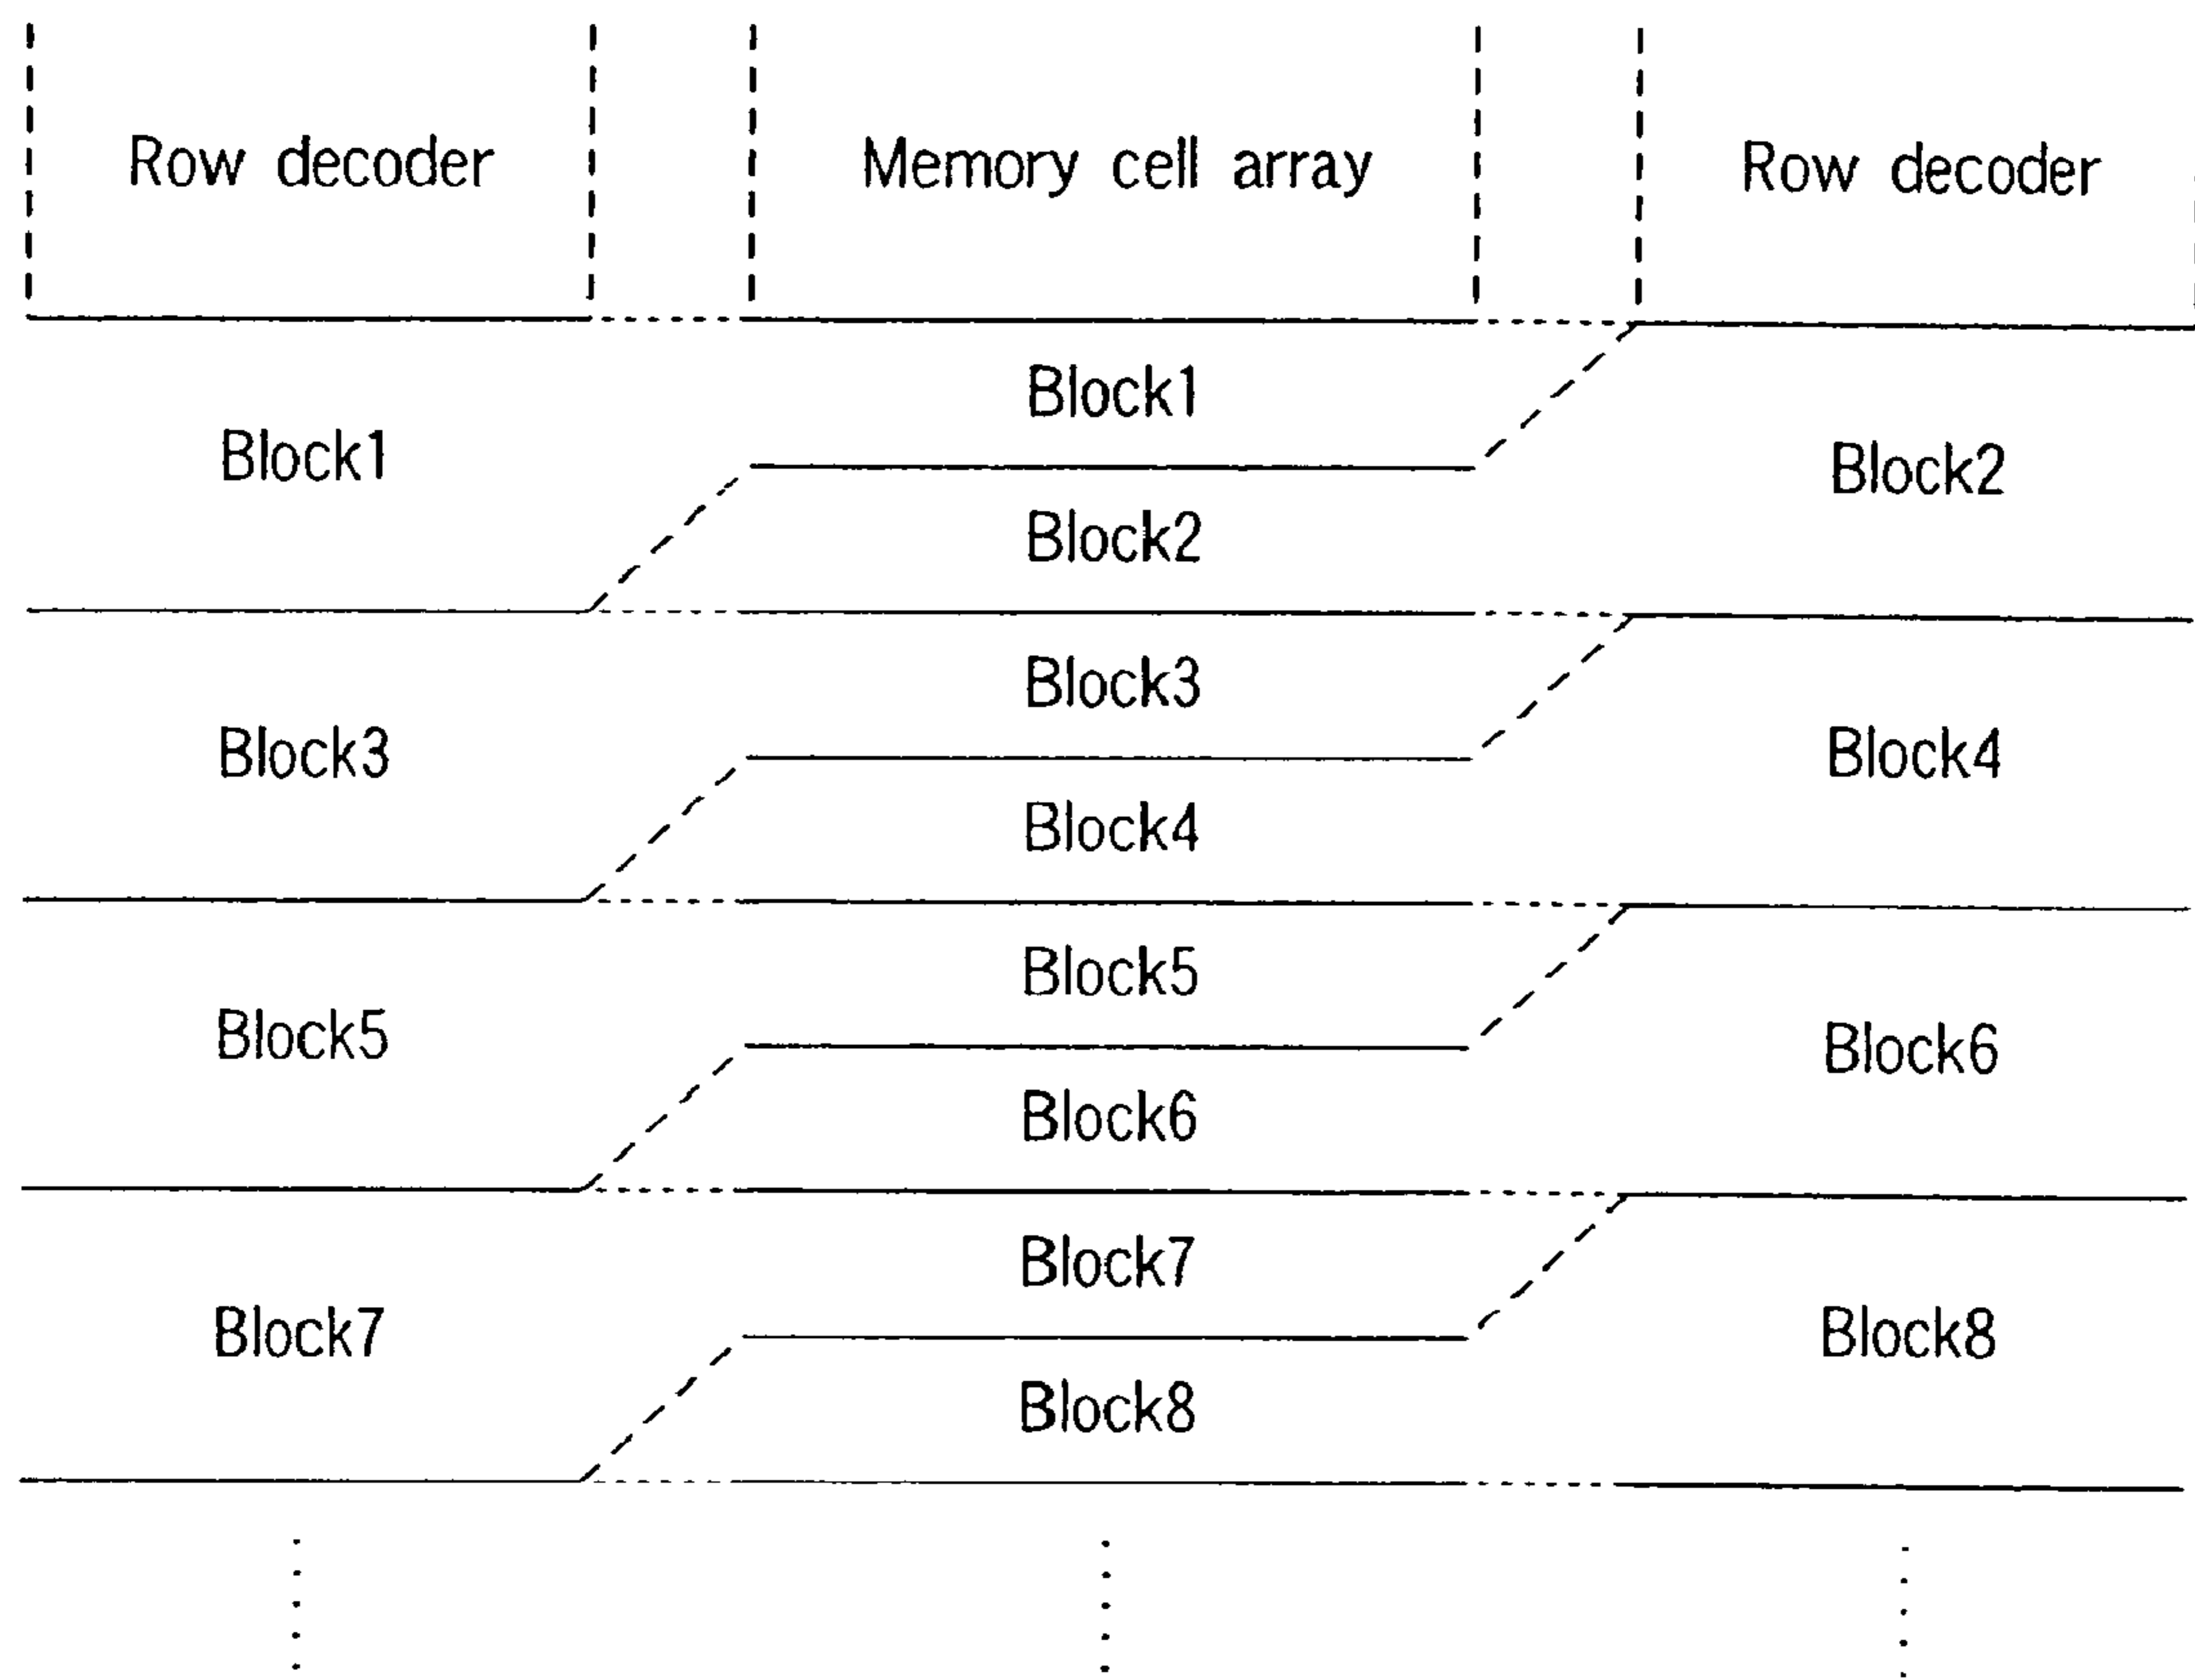 Row decoder
Memory cell array
Row decoder
Block1
Block1
Block2
Block2
Block3
Block3
Block4
Block4
Block5
Block5
Block6
Block6
Block7
Block7
Block8
Block8